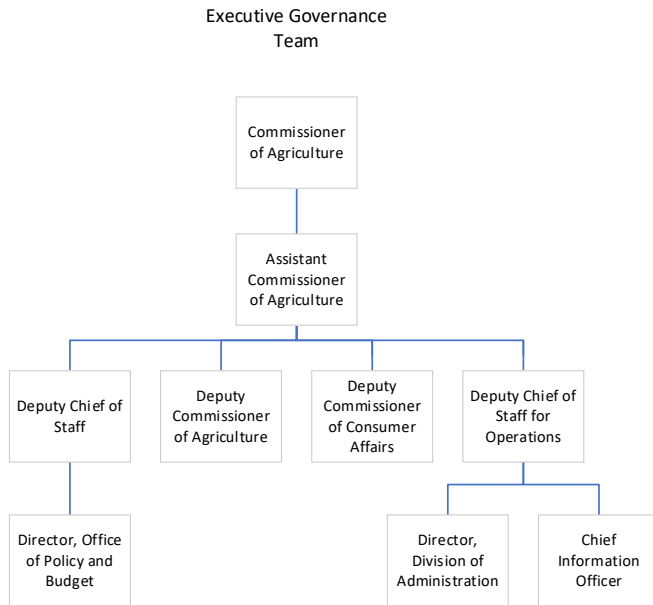 Executive Governance
Team
Commissioner
of Agriculture
Assistant
Commissioner
of Agriculture
Deputy Chief of
Staff
Deputy
Commissioner
of Agriculture
Deputy
Commissioner
of Consumer
Affairs
Deputy Chief of
Staff for
Operations
Director, Office
of Policy and
Budget
Director,
Division of
Administration
Chief
Information
Officer